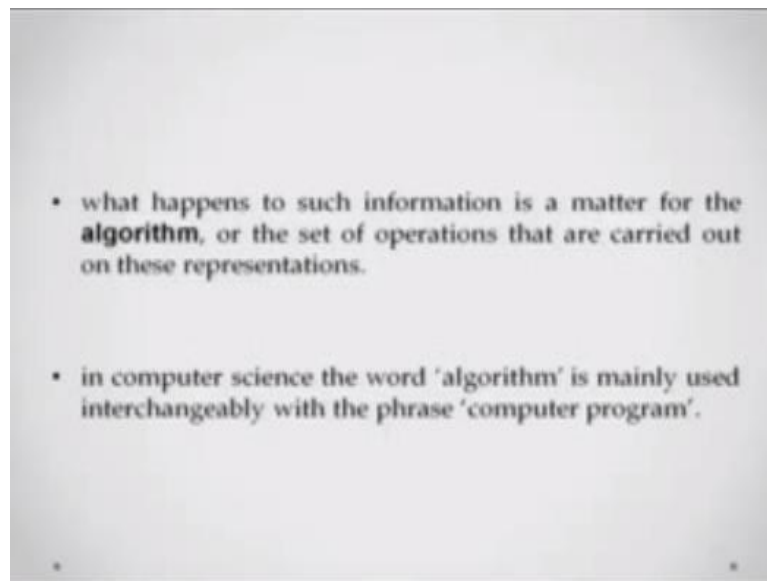 • what happens to such information is a matter for the
algorithm, or the set of operations that are carried out
on these representations.
• in computer science the word 'algorithm' is mainly used
interchangeably with the phrase 'computer program'.